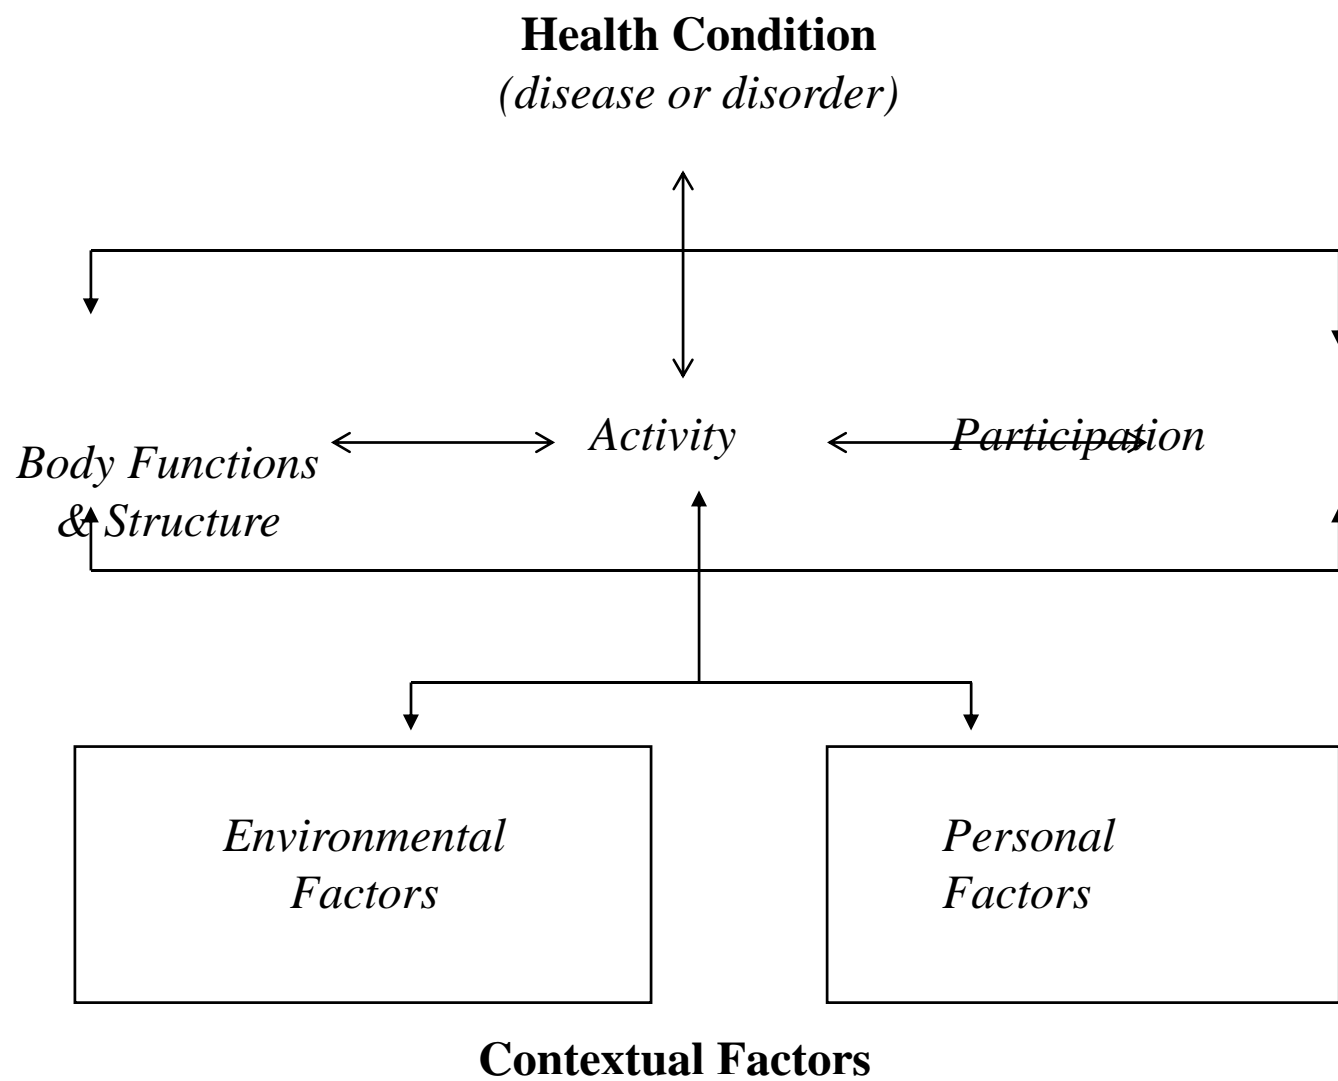 Health Condition
(disease or disorder)
Activity
Participation
Body Functions
& Structure
Environmental
Factors
Personal
Factors
Contextual Factors